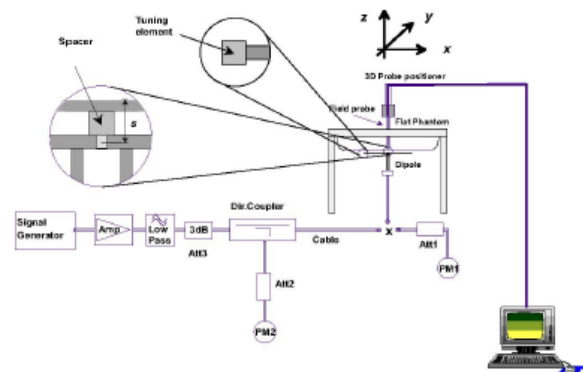 Tuning
element
Spacer
s
z
y
x
3D Probe positioner
Field probe
Flat Phantom
Dipole
Signal
Generator
Amp
Low
Pass
3dB
Att3
Dir.Coupler
Cable
x
Att1
PM1
Att2
PM2